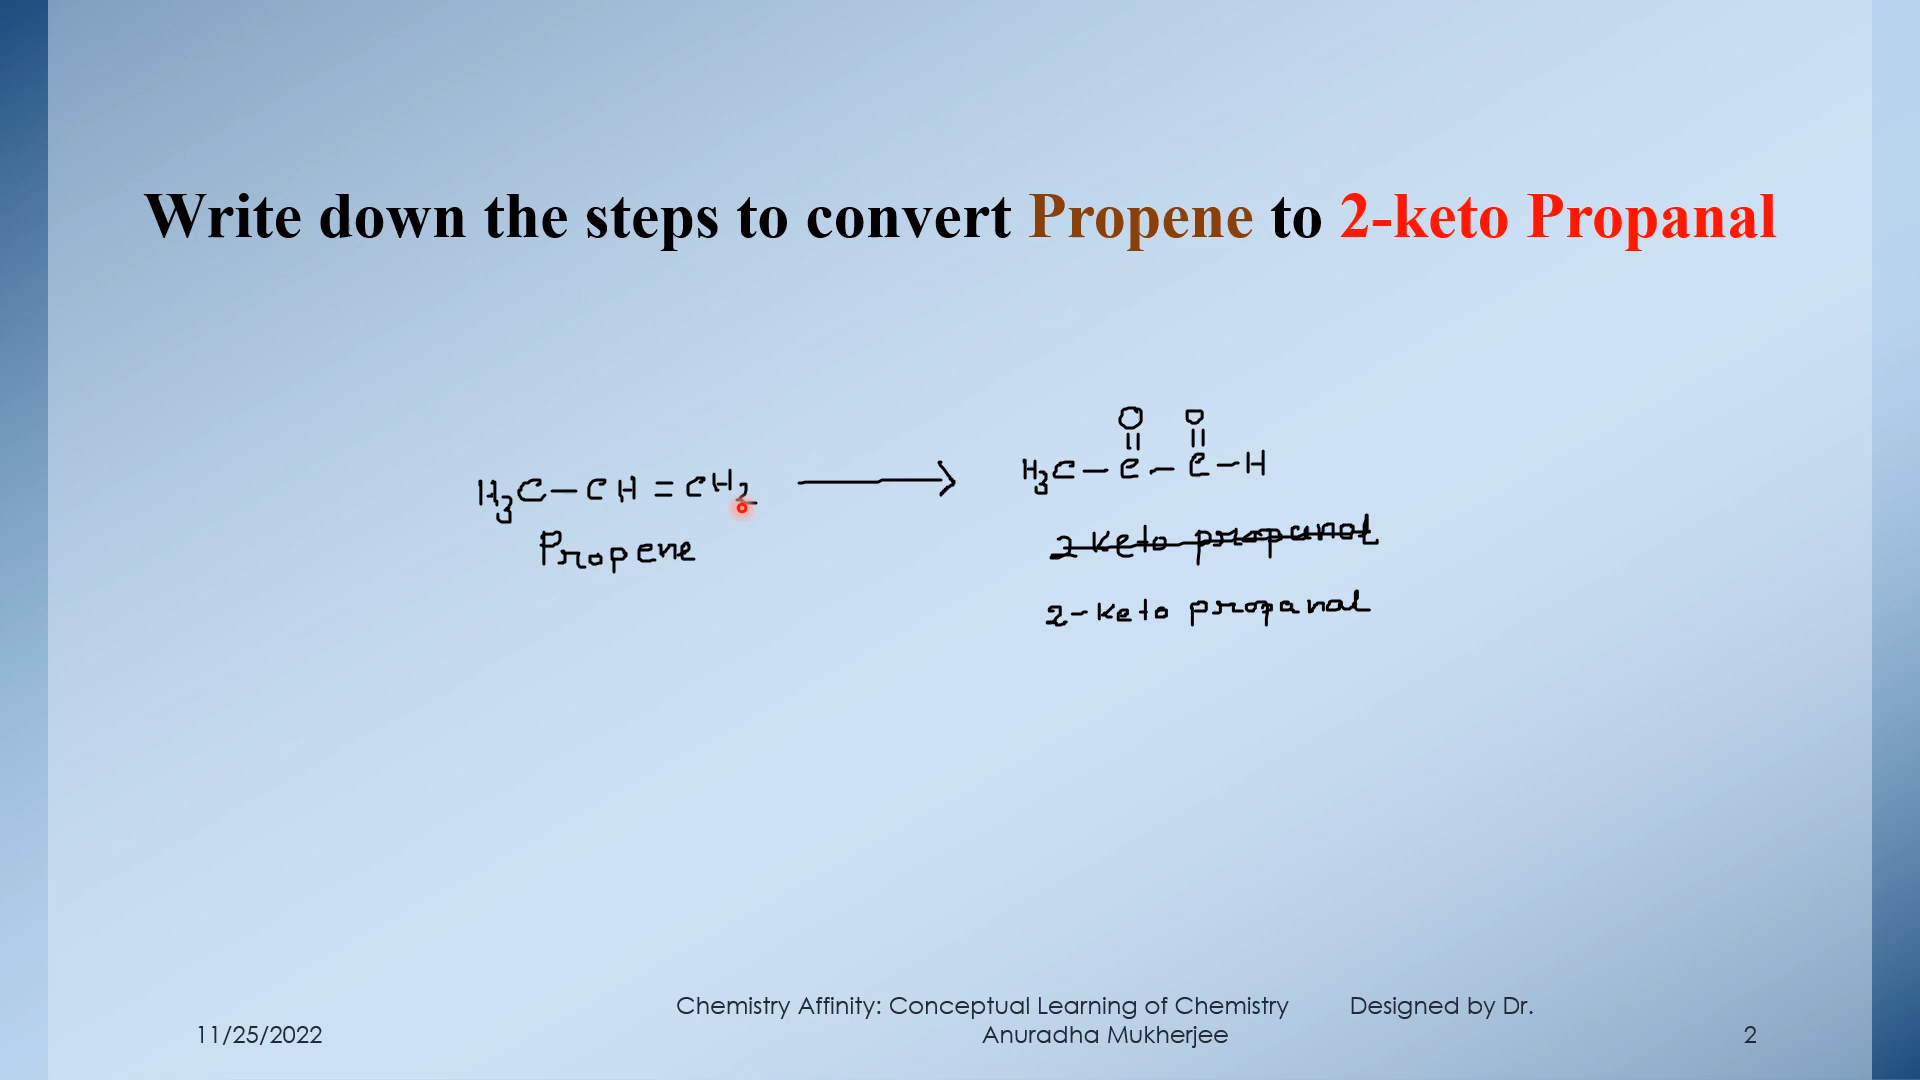 Write down the steps to convert Propene to 2-keto Propanal
O O
|| ||
H3C-CH=CH2 → H3C-C-C-H
Propene
2 keto propanol
2-keto propanal
Chemistry Affinity: Conceptual Learning of Chemistry Designed by Dr.
Anuradha Mukherjee
11/25/2022
2